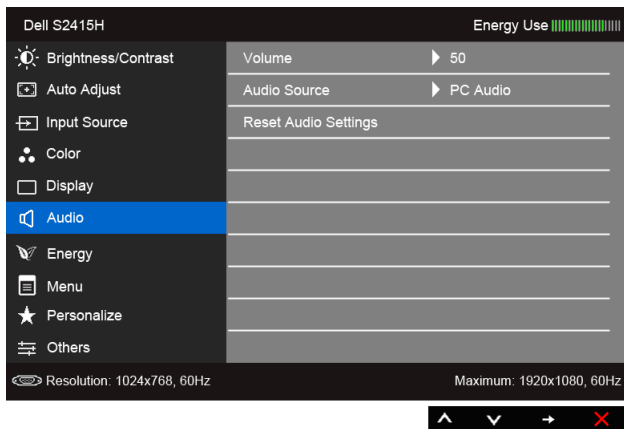 Dell S2415H Energy Use
Brightness/Contrast Volume 50
Auto Adjust Audio Source PC Audio
Input Source Reset Audio Settings
Color
Display
Audio
Energy
Menu
Personalize
Others
Resolution: 1024x768, 60Hz Maximum: 1920x1080, 60Hz